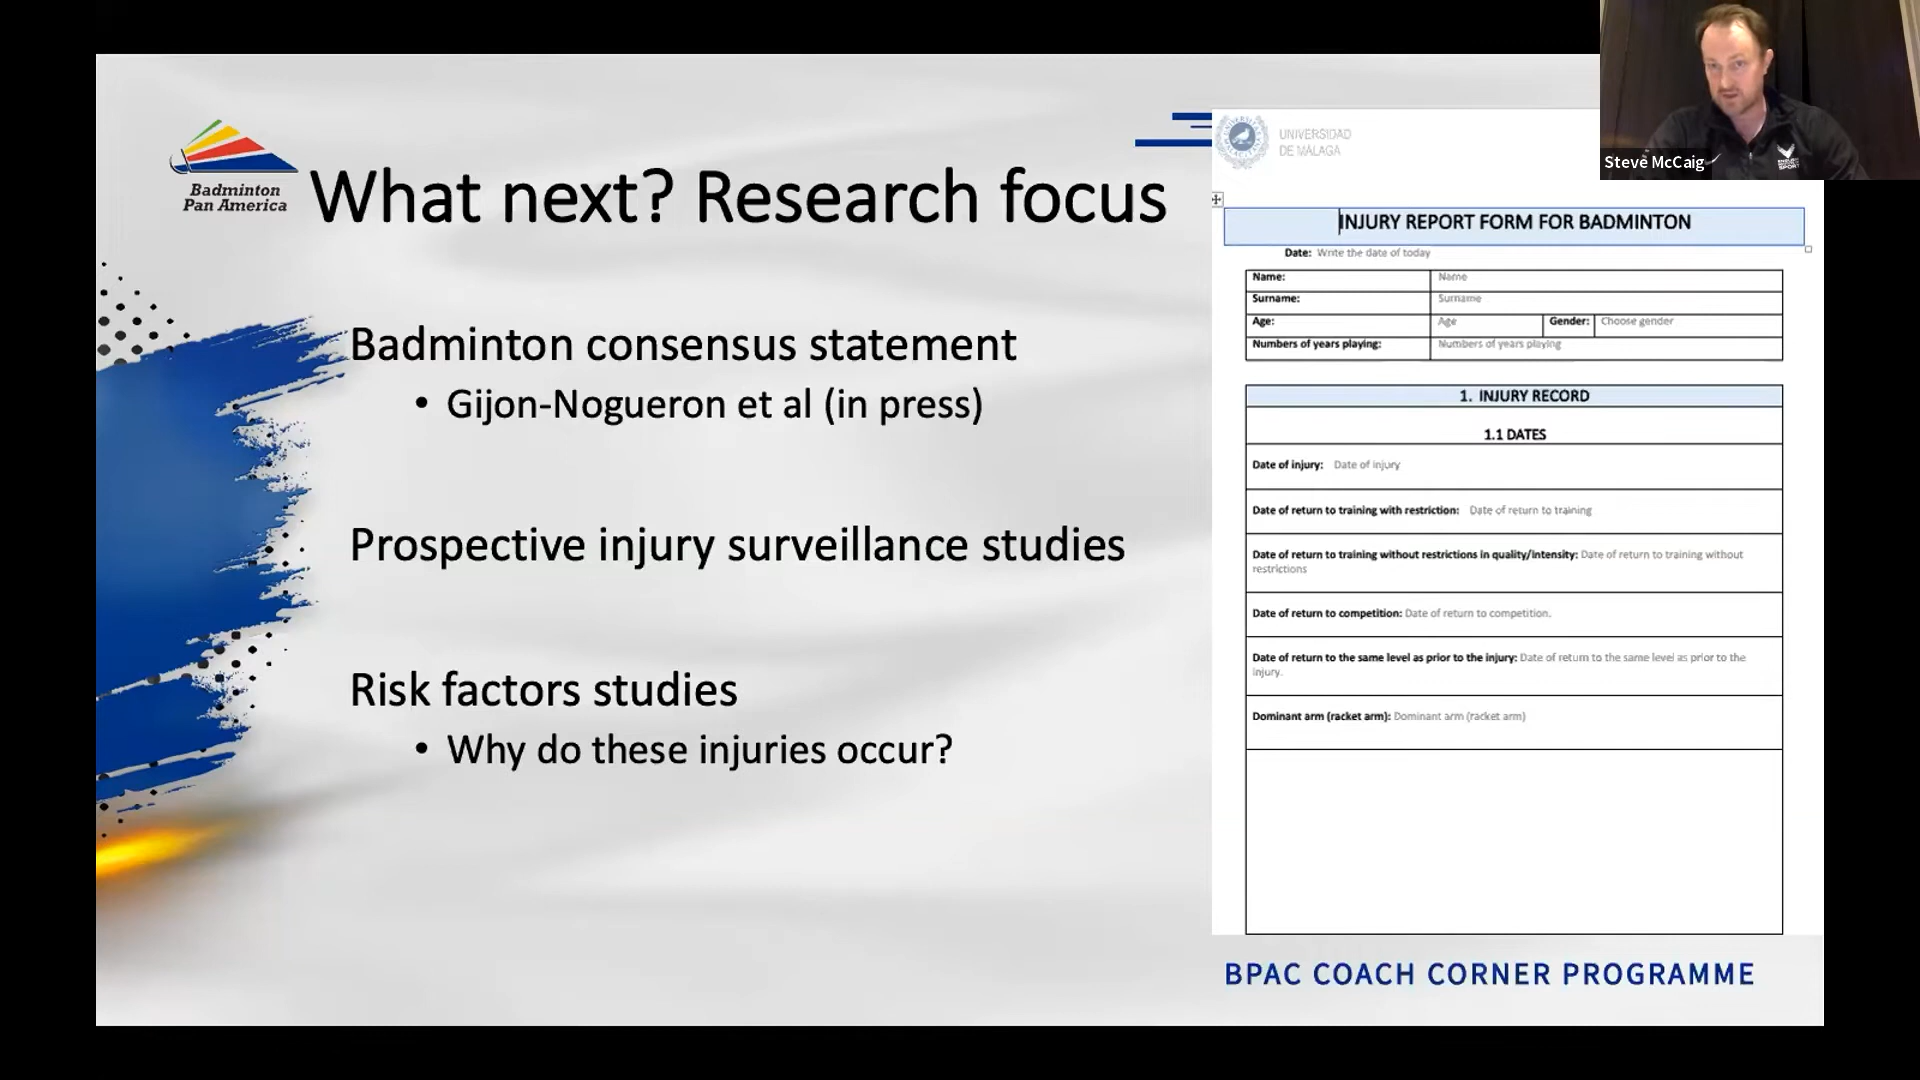 Badminton
Pan America
What next? Research focus
Badminton consensus statement
• Gijon-Nogueron et al (in press)
Prospective injury surveillance studies
Risk factors studies
• Why do these injuries occur?
UNIVERSIDAD
DE MÁLAGA
INJURY REPORT FORM FOR BADMINTON
Date: Write the date of today
Name: Name
Surname: Surname
Age: Age Gender: Choose gender
Numbers of years playing: Numbers of years playing
1. INJURY RECORD
1.1 DATES
Date of injury: Date of injury
Date of return to training with restriction: Date of return to training
Date of return to training without restrictions in quality/intensity: Date of return to training without
restrictions
Date of return to competition: Date of return to competition.
Date of return to the same level as prior to the injury: Date of return to the same level as prior to the
injury.
Dominant arm (racket arm): Dominant arm (racket arm)
BPAC COACH CORNER PROGRAMME
Steve McCaig